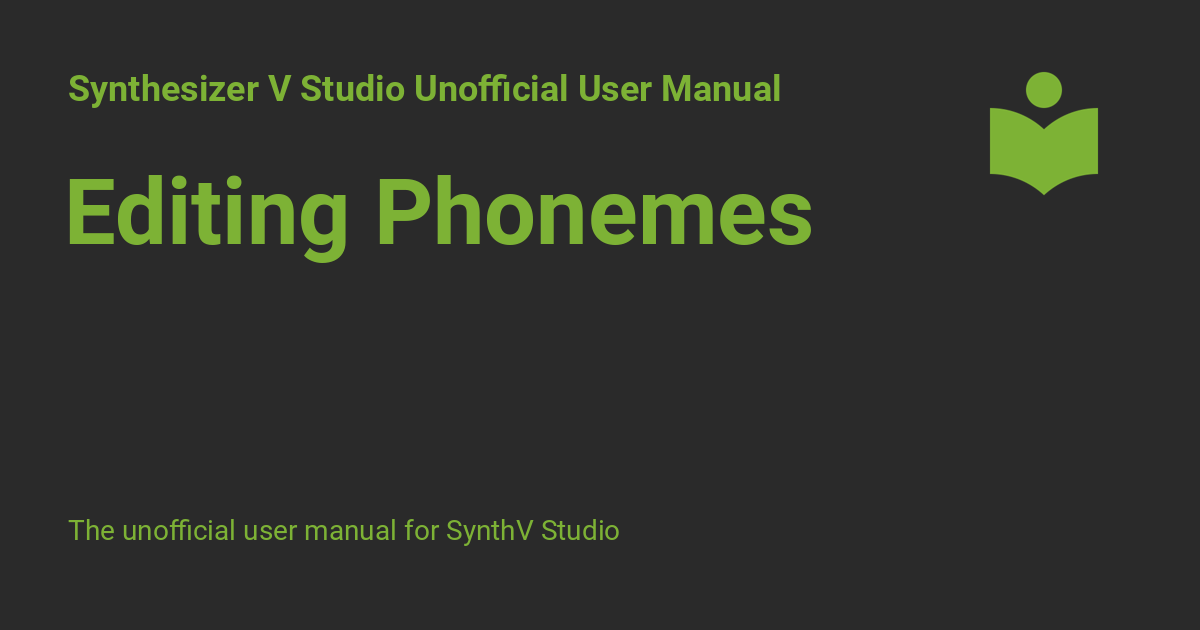 Synthesizer V Studio Unofficial User Manual
Editing Phonemes
The unofficial user manual for SynthV Studio